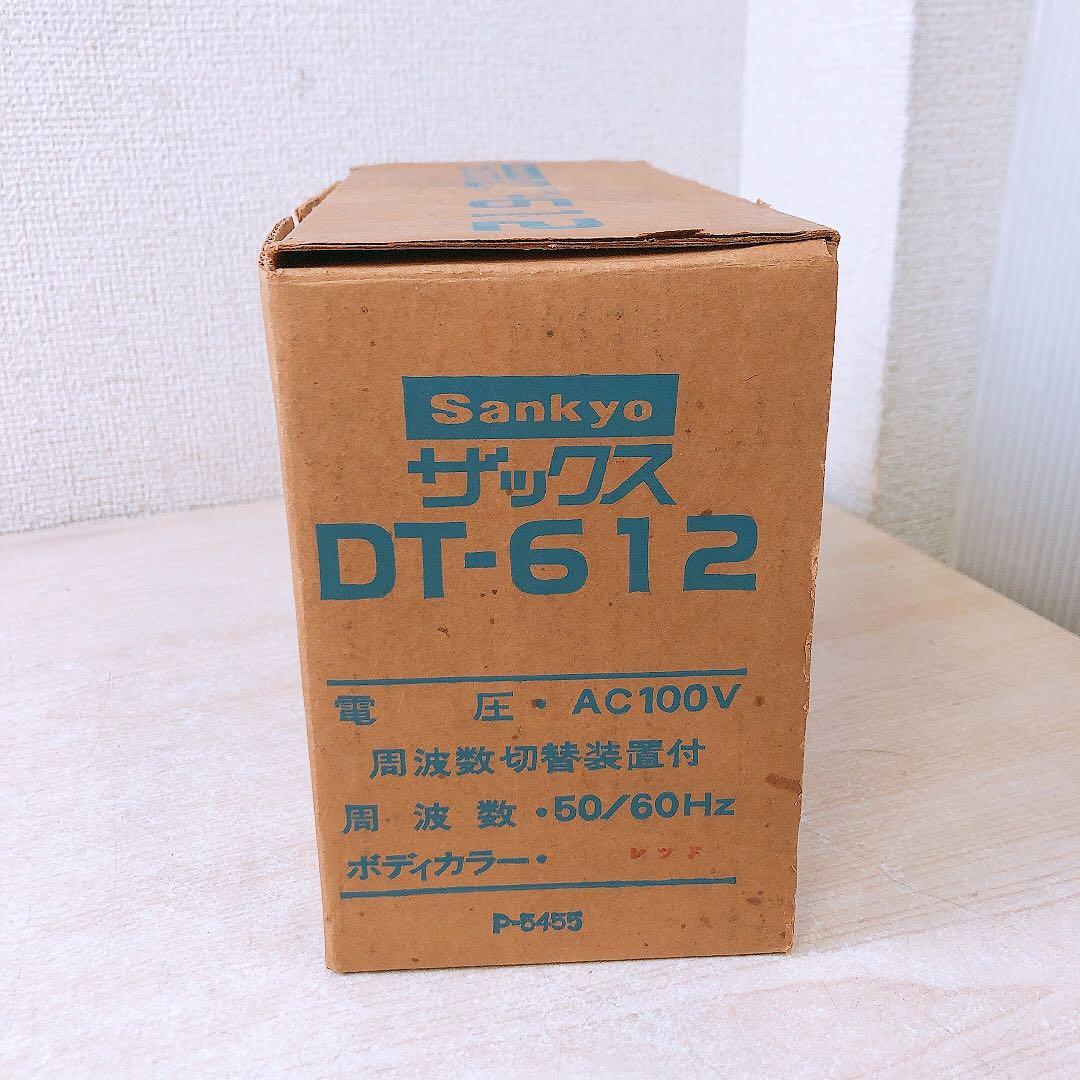 612
Sankyo
ザックス
DT-612
電 圧・AC100V
周波数切替装置付
周波数・50/60Hz
ボディカラー・ レッド
P-5455